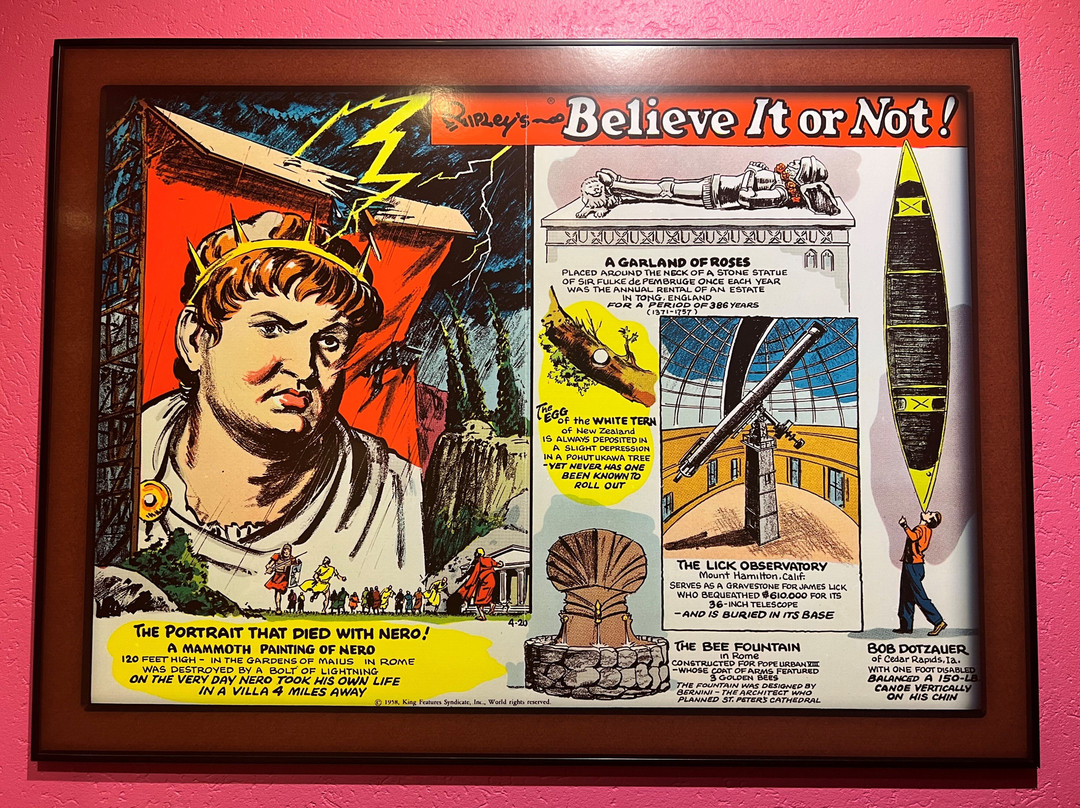 RIPLEY's ® Believe It or Not!
A GARLAND OF ROSES
PLACED AROUND THE NECK OF A STONE STATUE
OF SIR FULKE de PEMBRUGE ONCE EACH YEAR
WAS THE ANNUAL RENTAL OF AN ESTATE
IN TONG, ENGLAND
FOR A PERIOD OF 386 YEARS
(1371-1757)
The EGG
of the WHITE TERN
of New Zealand
IS ALWAYS DEPOSITED IN
A SLIGHT DEPRESSION
IN A POHUTUKAWA TREE
-YET NEVER HAS ONE
BEEN KNOWN TO
ROLL OUT
THE LICK OBSERVATORY
Mount Hamilton, Calif.
SERVES AS A GRAVESTONE FOR JAMES LICK
WHO BEQUEATHED $610.000 FOR ITS
36-INCH TELESCOPE
-AND IS BURIED IN ITS BASE
4-20
THE PORTRAIT THAT DIED WITH NERO!
A MAMMOTH PAINTING OF NERO
120 FEET HIGH - IN THE GARDENS OF MAIUS IN ROME
WAS DESTROYED BY A BOLT OF LIGHTNING
ON THE VERY DAY NERO TOOK HIS OWN LIFE
IN A VILLA 4 MILES AWAY
THE BEE FOUNTAIN
in Rome
CONSTRUCTED FOR POPE URBAN VIII
-WHOSE COAT OF ARMS FEATURED
3 GOLDEN BEES
THE FOUNTAIN WAS DESIGNED BY
BERNINI - THE ARCHITECT WHO
PLANNED ST. PETER'S CATHEDRAL
BOB DOTZAUER
of Cedar Rapids, Ia.
WITH ONE FOOT DISABLED
BALANCED A 150-LB.
CANOE VERTICALLY
ON HIS CHIN
© 1958, King Features Syndicate, Inc., World rights reserved.